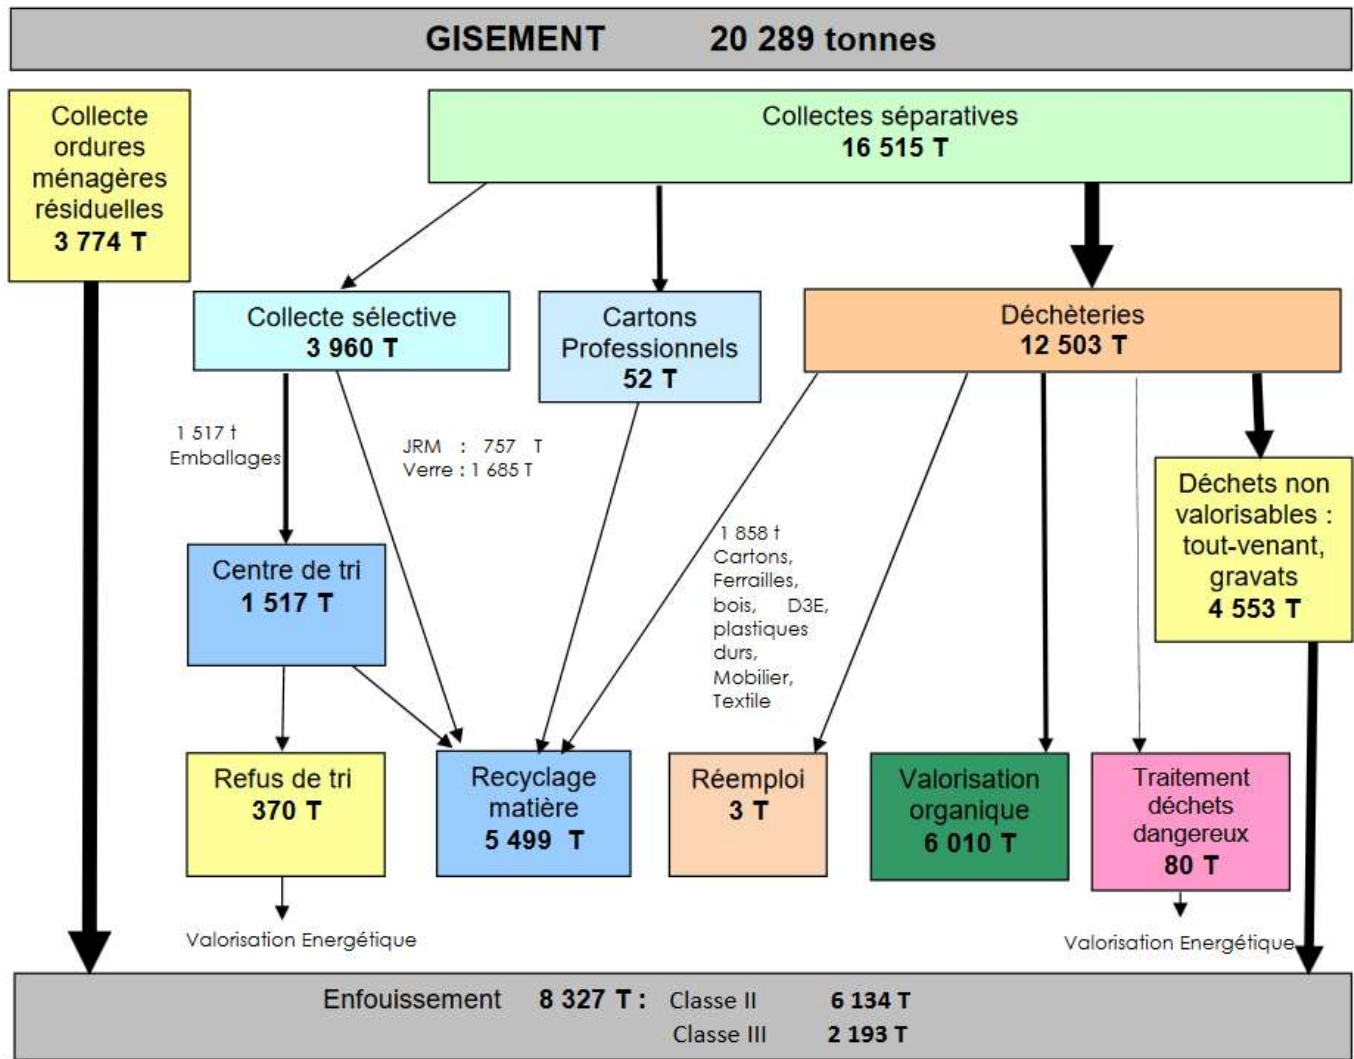 GISEMENT 20 289 tonnes
Collecte
ordures
ménagères
résiduelles
3 774 T
Collectes séparatives
16 515 T
Collecte sélective
3 960 T
Cartons
Professionnels
52 T
Déchèteries
12 503 T
1 517 t
Emballages
JRM : 757 T
Verre : 1 685 T
1 858 t
Cartons,
Ferrailles,
bois, D3E,
plastiques
durs,
Mobilier,
Textile
Déchets non
valorisables :
tout-venant,
gravats
4 553 T
Centre de tri
1 517 T
Refus de tri
370 T
Recyclage
matière
5 499 T
Réemploi
3 T
Valorisation
organique
6 010 T
Traitement
déchets
dangereux
80 T
Valorisation Energétique
Valorisation Energétique
Enfouissement 8 327 T : Classe II 6 134 T
Classe III 2 193 T